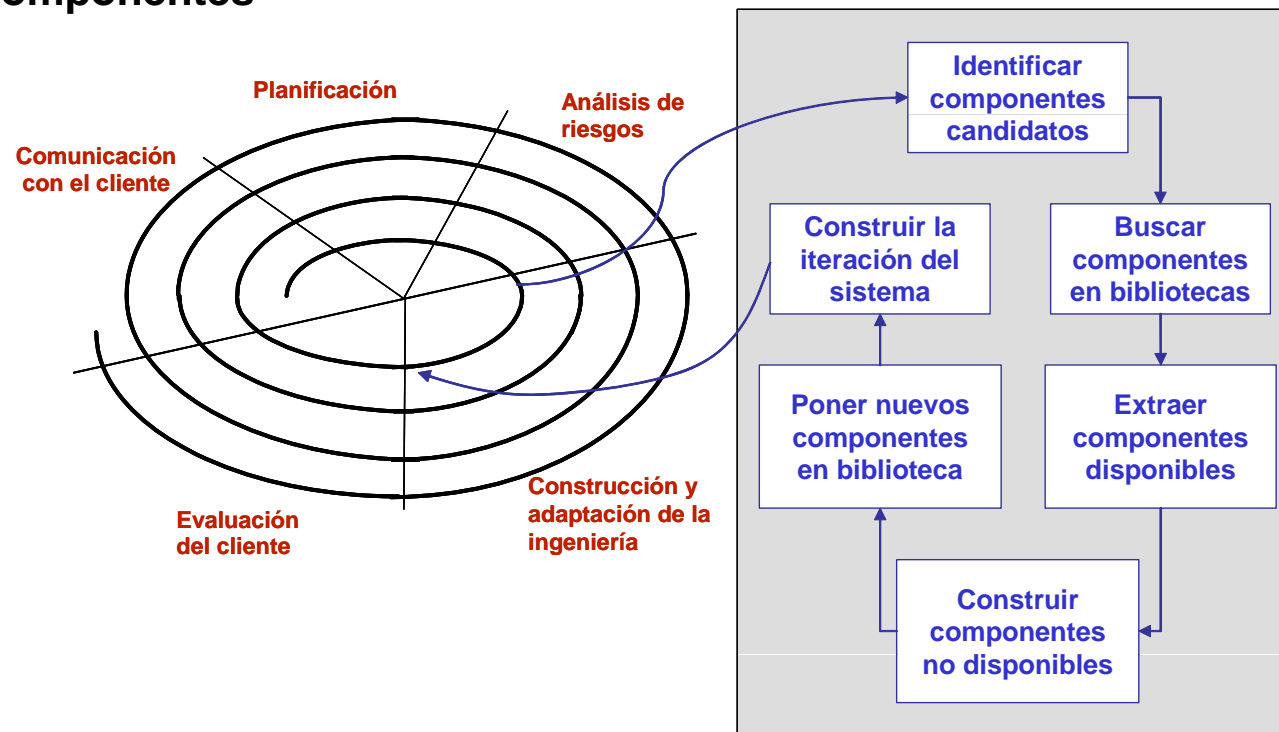 omponentes
Planificación
Análisis de
riesgos
Comunicación
con el cliente
Evaluación
del cliente
Construcción y
adaptación de la
ingeniería
Identificar
componentes
candidatos
Buscar
componentes
en bibliotecas
Extraer
componentes
disponibles
Construir
componentes
no disponibles
Poner nuevos
componentes
en biblioteca
Construir la
iteración del
sistema